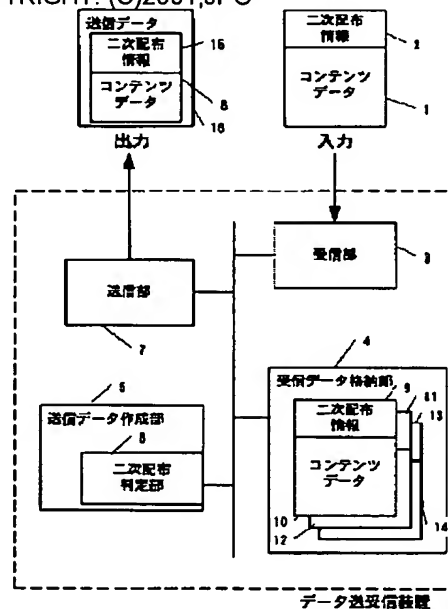 TRIGHT: (C)2001,JPO
送信データ
二次配布
情報
15
コンテンツ
データ
8
16
出力
二次配布
情報
2
コンテンツ
データ
1
入力
送信部
7
受信部
3
4
受信データ格納部
9
二次配布
情報
11
13
コンテンツ
データ
10
12
14
5
送信データ作成部
6
二次配布
判定部
データ送受信装置